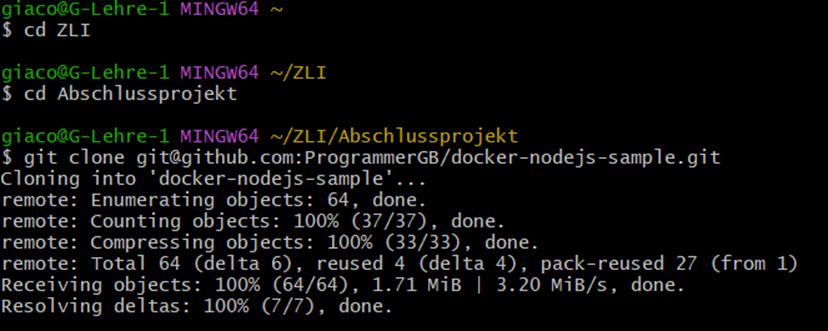 giaco@G-Lehre-1 MINGW64 ~
$ cd ZLI
giaco@G-Lehre-1 MINGW64 ~/ZLI
$ cd Abschlussprojekt
giaco@G-Lehre-1 MINGW64 ~/ZLI/Abschlussprojekt
$ git clone git@github.com:ProgrammerGB/docker-nodejs-sample.git
Cloning into 'docker-nodejs-sample'...
remote: Enumerating objects: 64, done.
remote: Counting objects: 100% (37/37), done.
remote: Compressing objects: 100% (33/33), done.
remote: Total 64 (delta 6), reused 4 (delta 4), pack-reused 27 (from 1)
Receiving objects: 100% (64/64), 1.71 MiB | 3.20 MiB/s, done.
Resolving deltas: 100% (7/7), done.